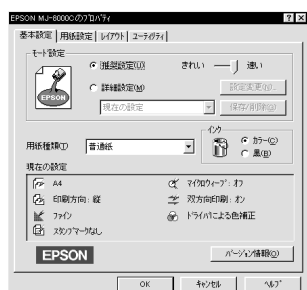 EPSON MJ-8000Cのﾌﾟﾛﾊﾟﾃｨ
基本設定 用紙設定 ﾚｲｱｳﾄ ﾕｰﾃｨﾘﾃｨ
モード設定
EPSON
推奨設定(U) きれい 速い
詳細設定(M) 設定変更(V)...
現在の設定 保存/削除(S)...
用紙種類(T) 普通紙
インク
カラー(C)
黒(B)
現在の設定
A4 ﾏｲｸﾛｳｨｰﾌﾞ: ｵﾌ
印刷方向: 縦 双方向印刷: ｵﾝ
ﾌｧｲﾝ ﾄﾞﾗｲﾊﾞによる色補正
ｽﾀﾝﾌﾟﾏｰｸなし
EPSON ﾊﾞｰｼﾞｮﾝ情報(O)
OK ｷｬﾝｾﾙ ﾍﾙﾌﾟ